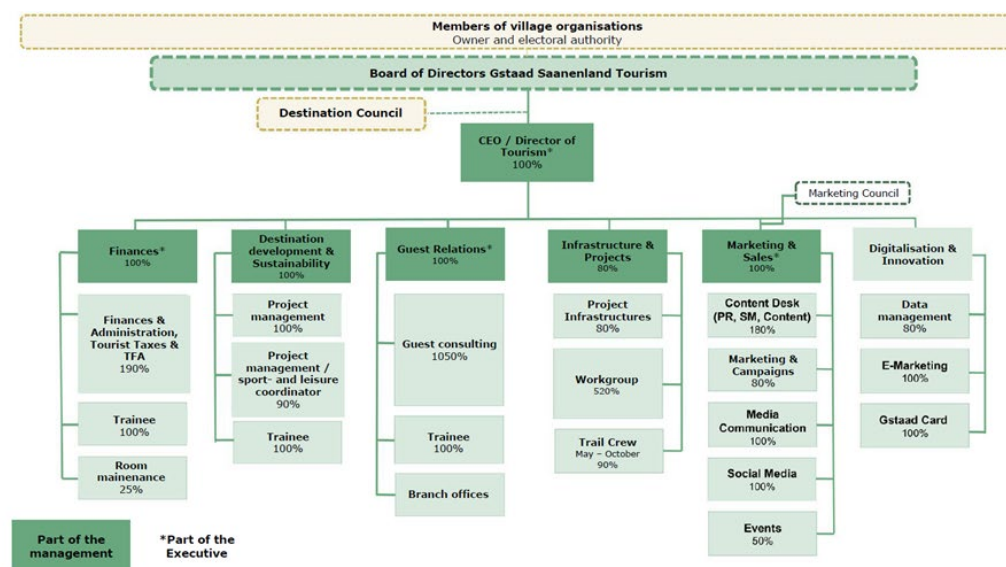 Members of village organisations
Owner and electoral authority
Board of Directors Gstaad Saanenland Tourism
Destination Council
CEO / Director of
Tourism*
100%
Marketing Council
Finances*
100%
Destination
development &
Sustainability
100%
Guest Relations*
100%
Infrastructure &
Projects
80%
Marketing &
Sales*
100%
Digitalisation &
Innovation
Finances &
Administration,
Tourist Taxes &
TFA
190%
Trainee
100%
Room
mainenance
25%
Project
management
100%
Project
management /
sport- and leisure
coordinator
90%
Trainee
100%
Guest consulting
1050%
Trainee
100%
Branch offices
Project
Infrastructures
80%
Workgroup
520%
Trail Crew
May – October
90%
Content Desk
(PR, SM, Content)
180%
Marketing &
Campaigns
80%
Media
Communication
100%
Social Media
100%
Events
50%
Data
management
80%
E-Marketing
100%
Gstaad Card
100%
Part of the
management
*Part of the
Executive